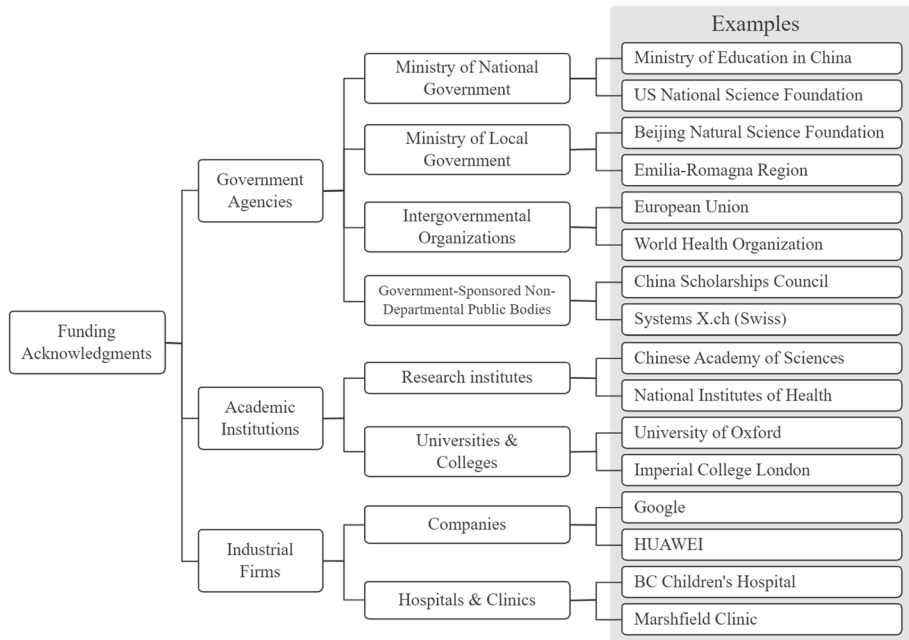 Examples
Funding
Acknowledgments
Government
Agencies
Ministry of National
Government
Ministry of Education in China
US National Science Foundation
Ministry of Local
Government
Beijing Natural Science Foundation
Emilia-Romagna Region
Intergovernmental
Organizations
European Union
World Health Organization
Government-Sponsored Non-
Departmental Public Bodies
China Scholarships Council
Systems X.ch (Swiss)
Academic
Institutions
Research institutes
Chinese Academy of Sciences
National Institutes of Health
Universities &
Colleges
University of Oxford
Imperial College London
Industrial
Firms
Companies
Google
HUAWEI
Hospitals & Clinics
BC Children's Hospital
Marshfield Clinic